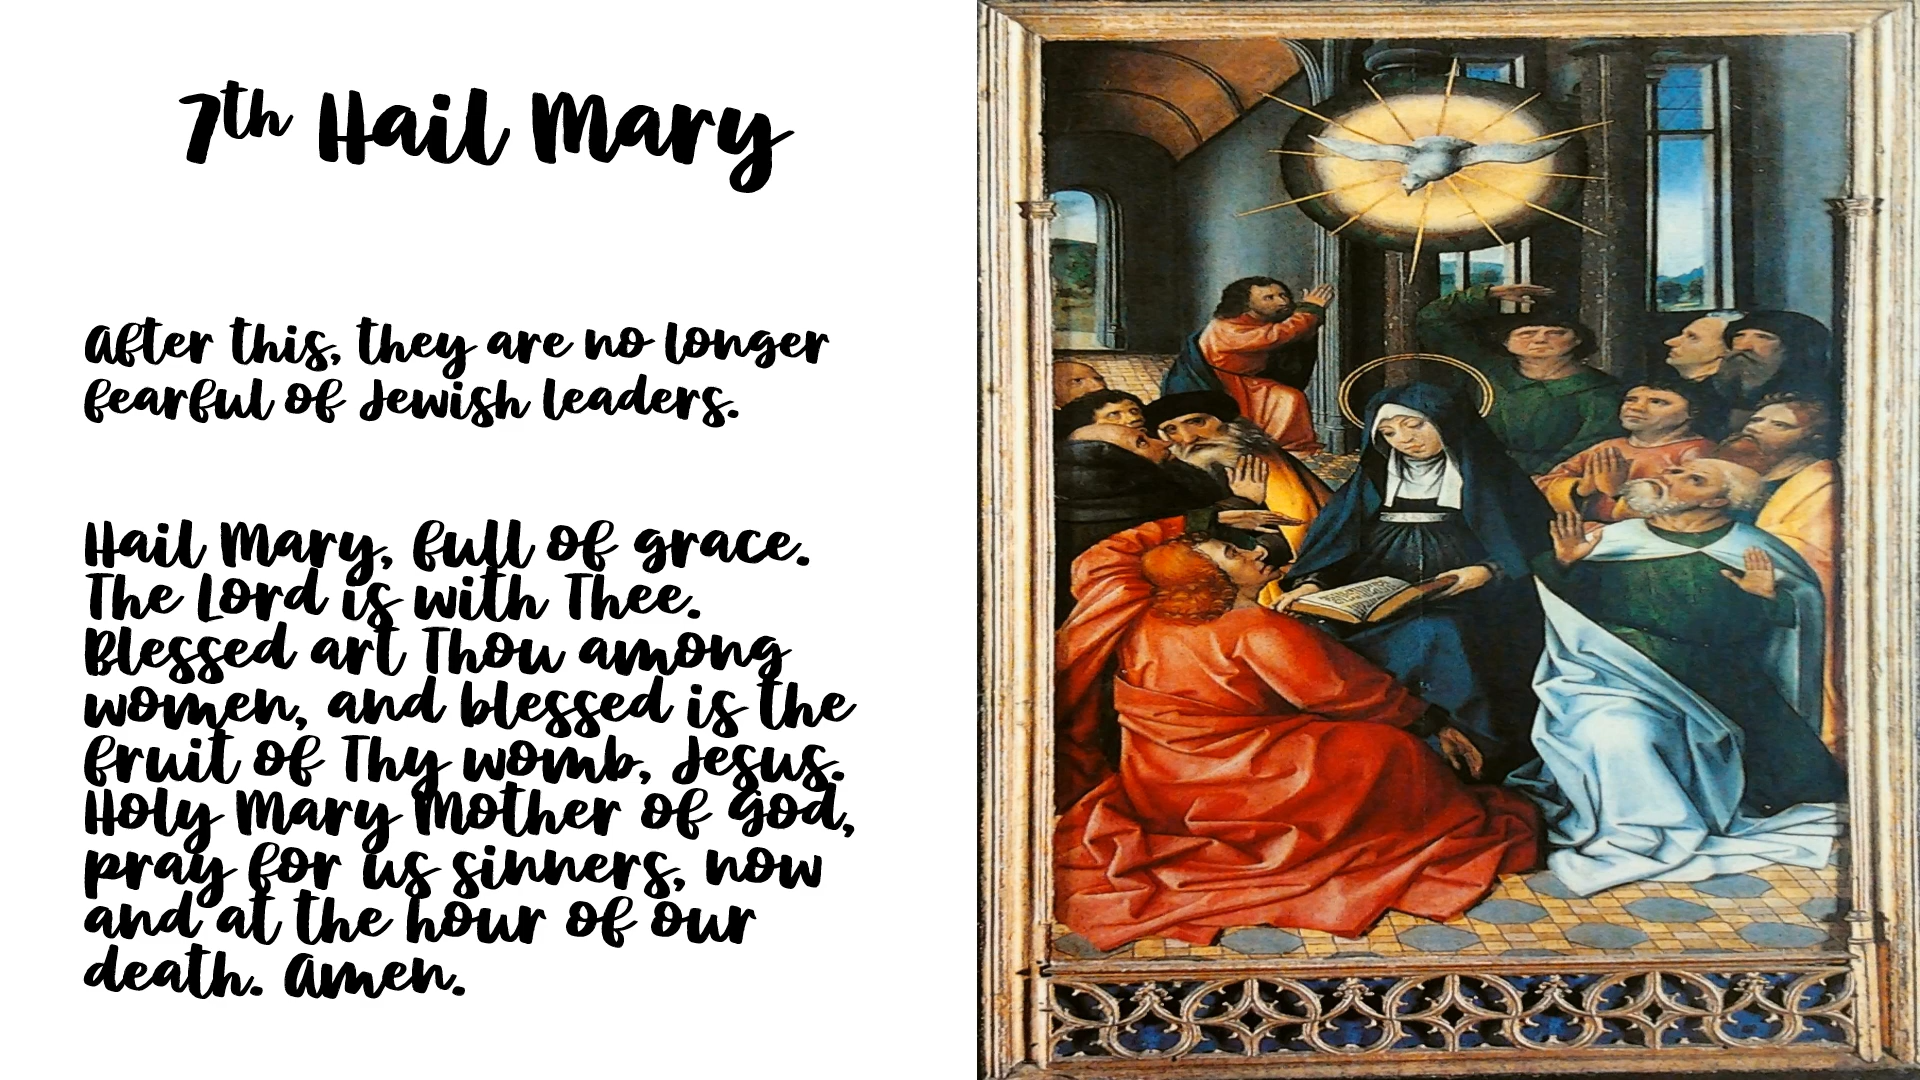 7th Hail Mary
After this, they are no longer
fearful of Jewish leaders.
Hail Mary, full of grace.
The Lord is with Thee.
Blessed art Thou among
women, and blessed is the
fruit of Thy womb, Jesus.
Holy Mary Mother of God,
pray for us sinners, now
and at the hour of our
death. Amen.